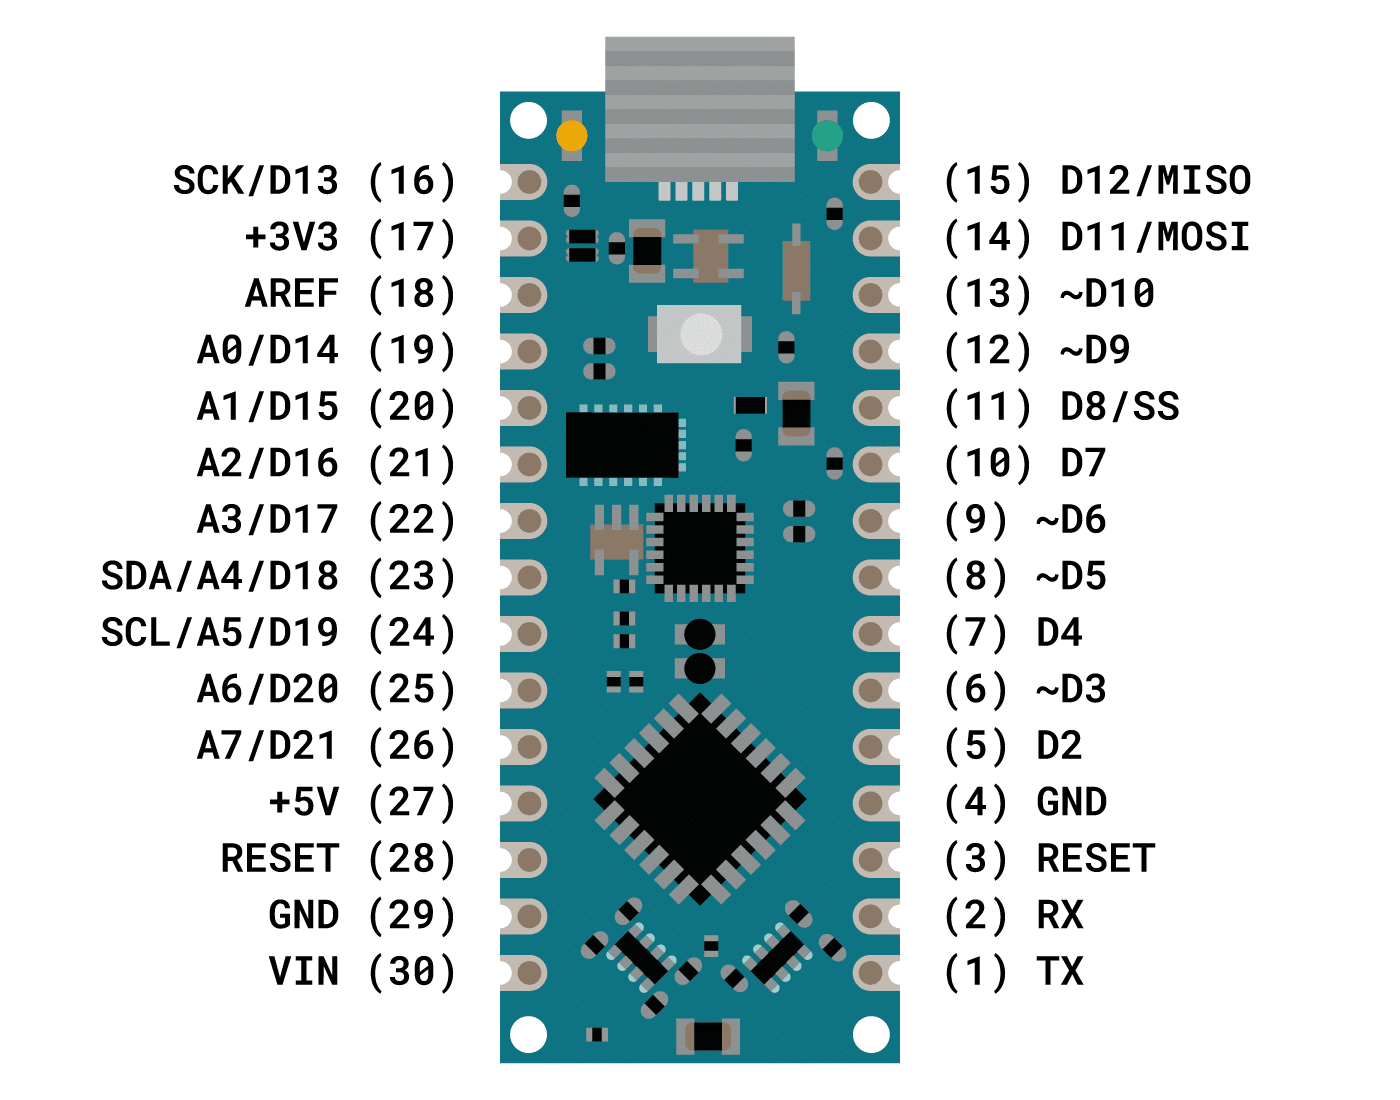 SCK/D13 (16)
+3V3 (17)
AREF (18)
A0/D14 (19)
A1/D15 (20)
A2/D16 (21)
A3/D17 (22)
SDA/A4/D18 (23)
SCL/A5/D19 (24)
A6/D20 (25)
A7/D21 (26)
+5V (27)
RESET (28)
GND (29)
VIN (30)
(15) D12/MISO
(14) D11/MOSI
(13) ~D10
(12) ~D9
(11) D8/SS
(10) D7
(9) ~D6
(8) ~D5
(7) D4
(6) ~D3
(5) D2
(4) GND
(3) RESET
(2) RX
(1) TX